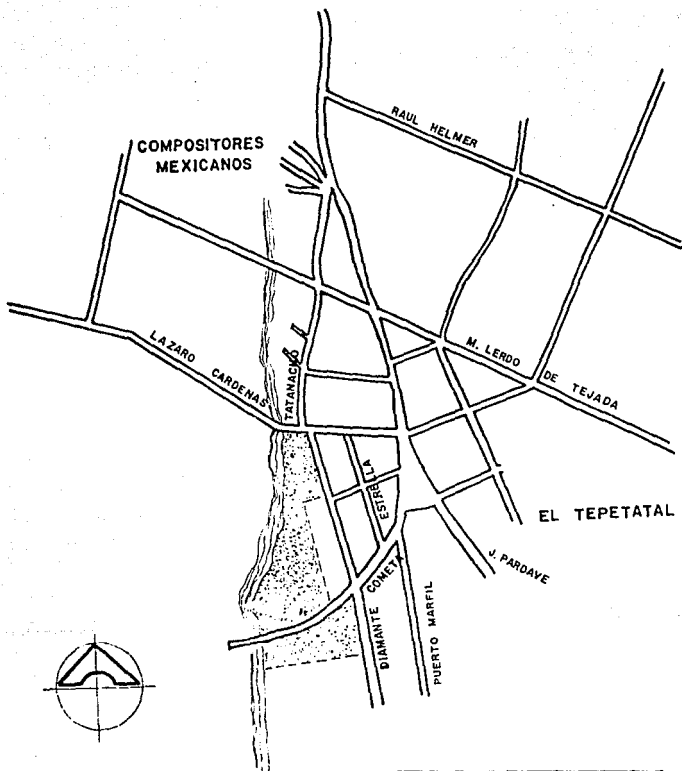 RAUL HELMER
COMPOSITORES
MEXICANOS
LAZARO CARDENAS
TATANACHO
M. LERDO DE TEJADA
ESTRELLA
EL TEPETATAL
J. PARDAVE
COMETA
DIAMANTE
PUERTO MARFIL